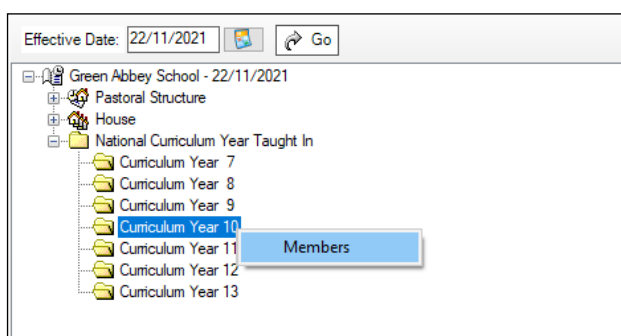 Effective Date: 22/11/2021 Go
Green Abbey School - 22/11/2021
Pastoral Structure
House
National Curriculum Year Taught In
Curriculum Year 7
Curriculum Year 8
Curriculum Year 9
Curriculum Year 10
Members
Curriculum Year 11
Curriculum Year 12
Curriculum Year 13